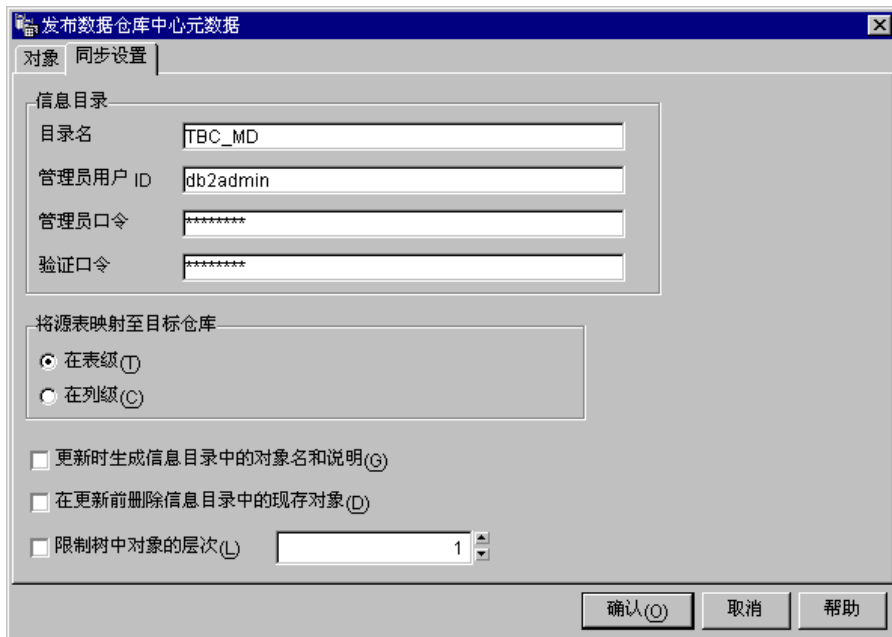 发布数据仓库中心元数据
对象 同步设置
信息目录
目录名 TBC_MD
管理员用户 ID db2admin
管理员口令 ********
验证口令 ********
将源表映射至目标仓库
在表级(T)
在列级(C)
更新时生成信息目录中的对象名和说明(G)
在更新前删除信息目录中的现存对象(D)
限制树中对象的层次(L) 1
确认(O) 取消 帮助